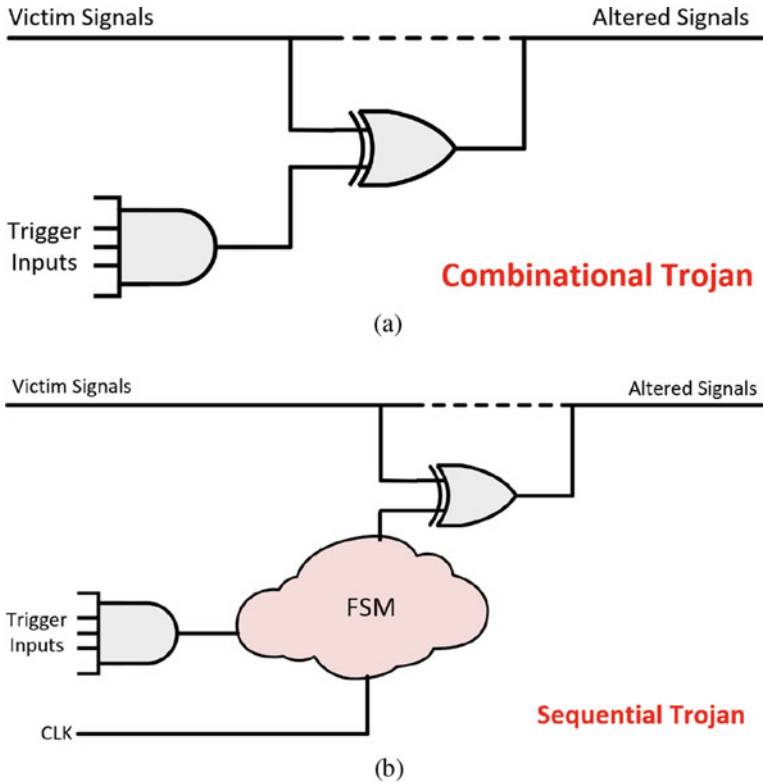 Victim Signals
Altered Signals
Trigger
Inputs
Combinational Trojan
(a)
Victim Signals
Altered Signals
FSM
Trigger
Inputs
CLK
Sequential Trojan
(b)